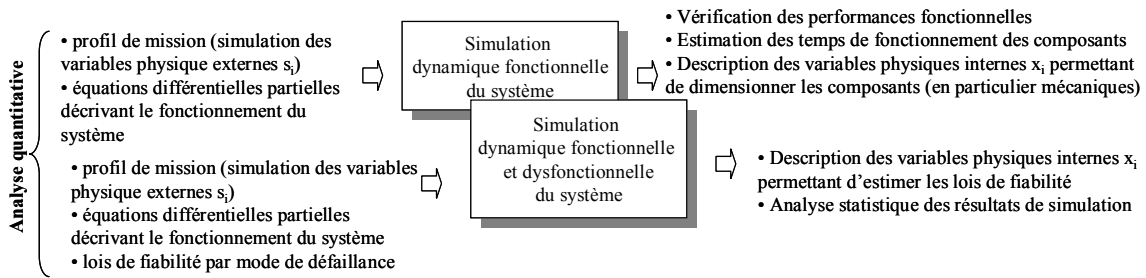 Analyse quantitative
• profil de mission (simulation des
variables physique externes si)
• équations différentielles partielles
décrivant le fonctionnement du
système
Simulation
dynamique fonctionnelle
du système
• Vérification des performances fonctionnelles
• Estimation des temps de fonctionnement des composants
• Description des variables physiques internes xi permettant
de dimensionner les composants (en particulier mécaniques)
• profil de mission (simulation des variables
physique externes si)
• équations différentielles partielles
décrivant le fonctionnement du système
• lois de fiabilité par mode de défaillance
Simulation
dynamique fonctionnelle
et dysfonctionnelle
du système
• Description des variables physiques internes xi
permettant d'estimer les lois de fiabilité
• Analyse statistique des résultats de simulation